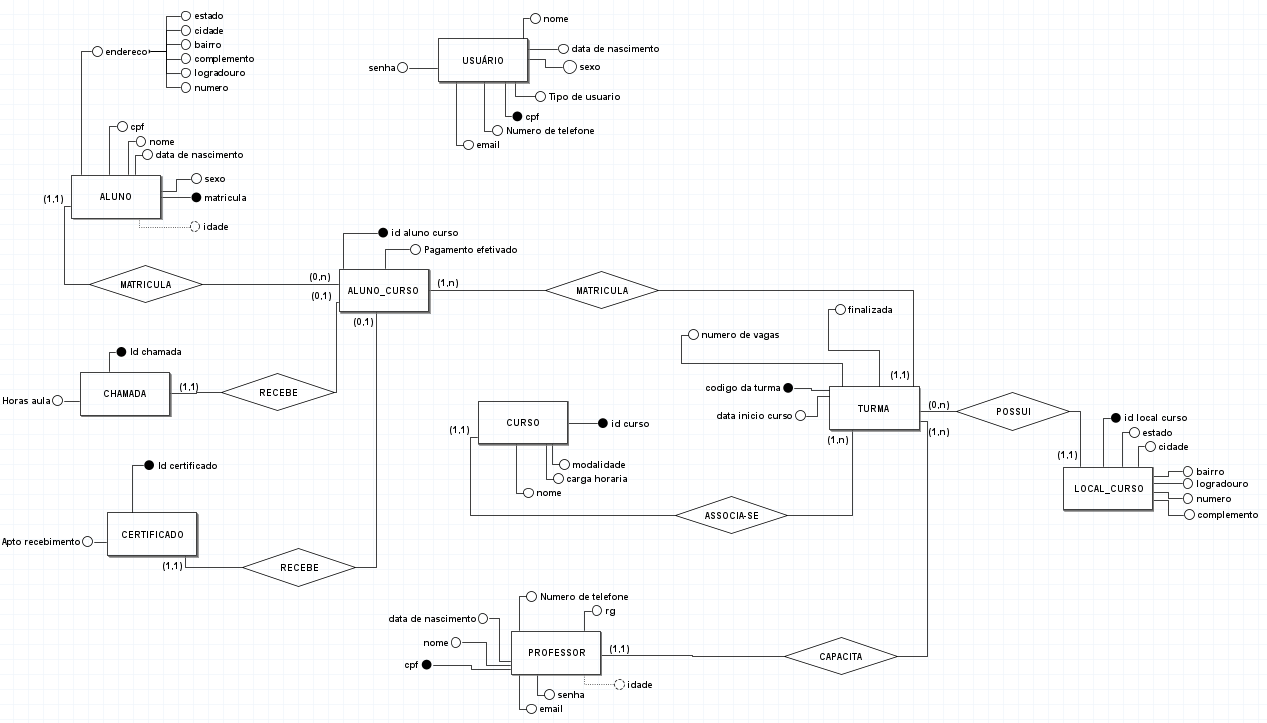 estado
cidade
endereco
bairro
complemento
logradouro
numero
nome
data de nascimento
USUÁRIO
senha
sexo
Tipo de usuario
cpf
Numero de telefone
email
cpf
nome
data de nascimento
sexo
(1,1)
ALUNO
matricula
idade
id aluno curso
Pagamento efetivado
MATRICULA
(0,n)
(0,1)
ALUNO_CURSO
(1,n)
(0,1)
MATRICULA
finalizada
numero de vagas
(1,1)
Id chamada
Horas aula
CHAMADA
(1,1)
RECEBE
codigo da turma
data inicio curso
TURMA
(0,n)
(1,n)
(1,n)
POSSUI
(1,1)
CURSO
id curso
modalidade
carga horaria
nome
id local curso
estado
cidade
(1,1)
LOCAL_CURSO
bairro
logradouro
numero
complemento
Id certificado
Apto recebimento
CERTIFICADO
(1,1)
RECEBE
ASSOCIA-SE
Numero de telefone
rg
data de nascimento
nome
cpf
PROFESSOR
(1,1)
CAPACITA
idade
senha
email